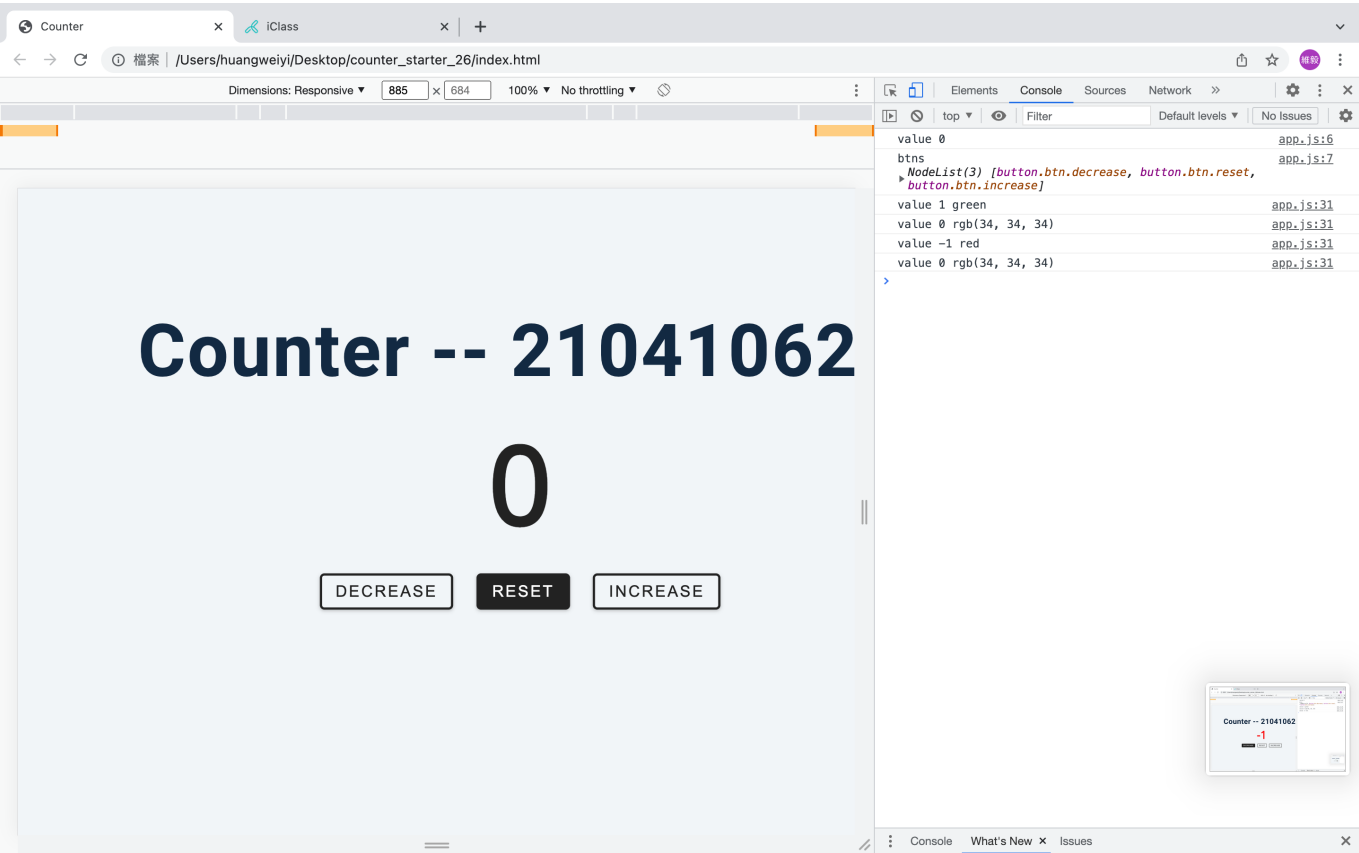 Counter
iClass
檔案 /Users/huangweiyi/Desktop/counter_starter_26/index.html
維毅
Dimensions: Responsive ▼ 885 × 684 100% ▼ No throttling ▼
Elements Console Sources Network »
top ▼ Filter Default levels ▼ No Issues
value 0 app.js:6
btns app.js:7
NodeList(3) [button.btn.decrease, button.btn.reset,
button.btn.increase]
value 1 green app.js:31
value 0 rgb(34, 34, 34) app.js:31
value -1 red app.js:31
value 0 rgb(34, 34, 34) app.js:31
Counter -- 21041062
0
DECREASE RESET INCREASE
Counter -- 21041062
-1
Console What's New × Issues